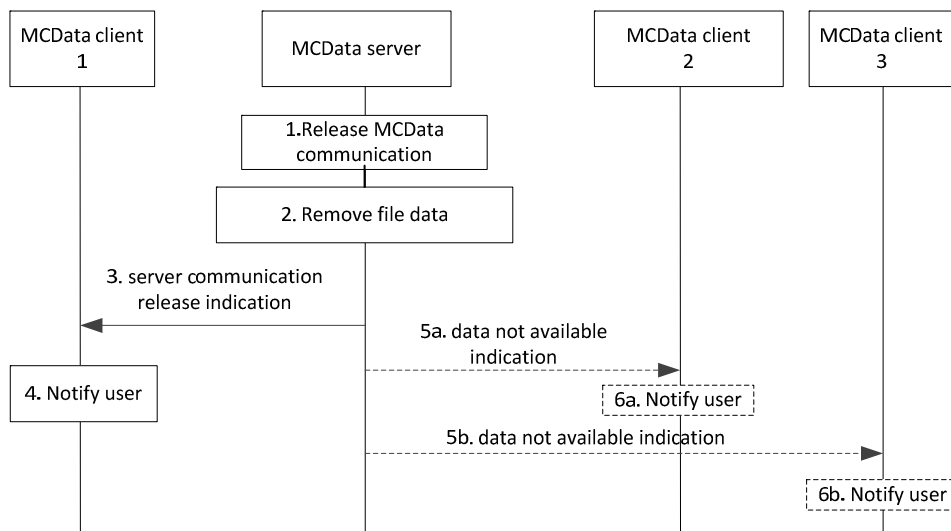 MCData client
1
MCData server
MCData client
2
MCData client
3
1.Release MCData
communication
2. Remove file data
3. server communication
release indication
5a. data not available
indication
4. Notify user
6a. Notify user
5b. data not available indication
6b. Notify user